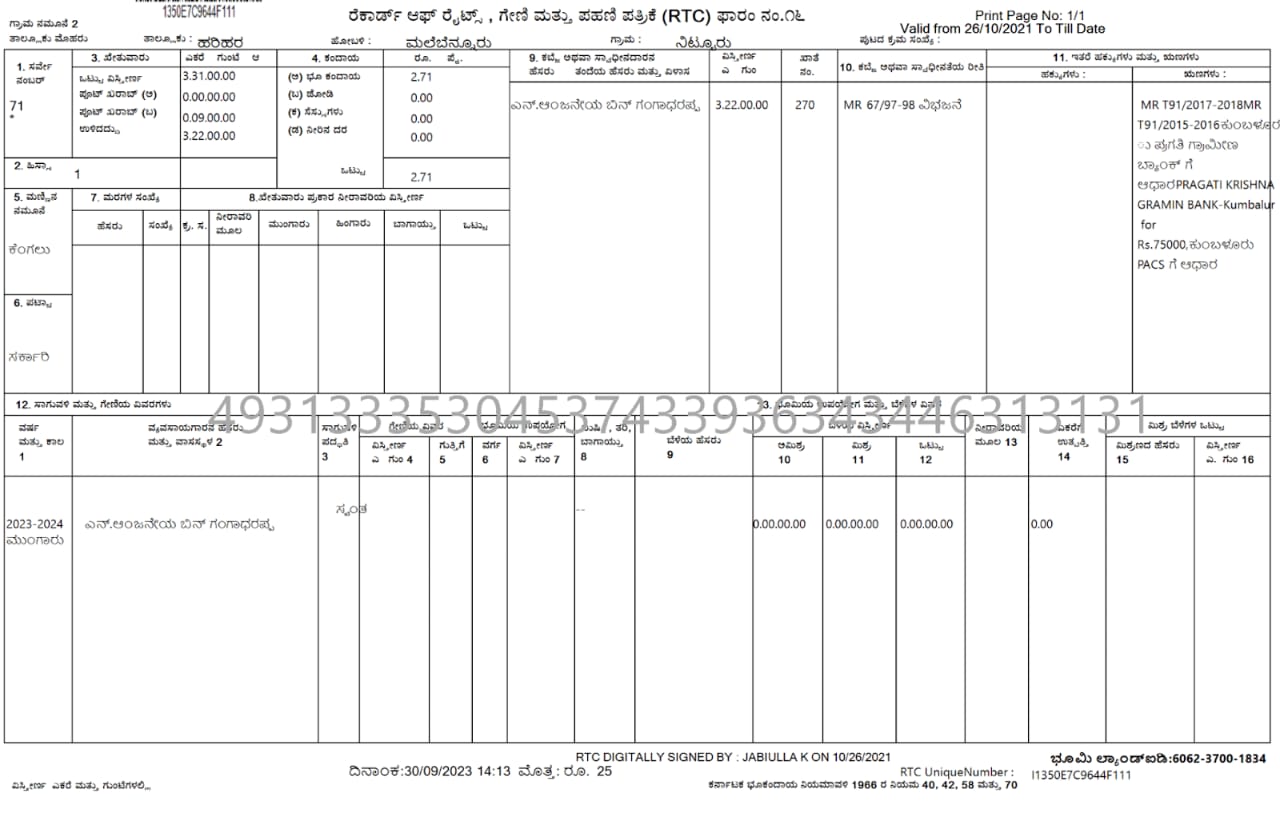 1350E7C9644F111
ಗ್ರಾಮ ನಮೂನೆ 2
ರೆಕಾರ್ಡ್ ಆಫ್ ರೈಟ್ಸ್ , ಗೇಣಿ ಮತ್ತು ಪಹಣಿ ಪತ್ರಿಕೆ (RTC) ಫಾರಂ ನಂ.೧೬
Print Page No: 1/1
Valid from 26/10/2021 To Till Date
ತಾಲ್ಲೂಕು ಮೊಹರು ತಾಲ್ಲೂಕು : ಹರಿಹರ ಹೋಬಳಿ : ಮಲೆಬೆನ್ನೂರು ಗ್ರಾಮ : ನಿಟ್ಟೂರು ಪುಟದ ಕ್ರಮ ಸಂಖ್ಯೆ :
1. ಸರ್ವೆ ನಂಬರ್
71
*
2. ಹಿಸ್ಸಾ 1
3. ಖೇತುವಾರು ಎಕರೆ ಗುಂಟೆ ಆ
ಒಟ್ಟು ವಿಸ್ತೀರ್ಣ 3.31.00.00
ಪೂಟ್ ಖರಾಬ್ (ಅ) 0.00.00.00
ಪೂಟ್ ಖರಾಬ್ (ಬ) 0.09.00.00
ಉಳಿದದ್ದು 3.22.00.00
4. ಕಂದಾಯ ರೂ. ಪೈ.
(ಅ) ಭೂ ಕಂದಾಯ 2.71
(ಬ) ಜೋಡಿ 0.00
(ಕ) ಸೆಸ್ಸುಗಳು 0.00
(ಡ) ನೀರಿನ ದರ 0.00
ಒಟ್ಟು 2.71
5. ಮಣ್ಣಿನ ನಮೂನೆ
ಕೆಂಗಲು
6. ಪಟ್ಟಾ
ಸರ್ಕಾರಿ
7. ಮರಗಳ ಸಂಖ್ಯೆ
ಹೆಸರು ಸಂಖ್ಯೆ
8.ಖೇತುವಾರು ಪ್ರಕಾರ ನೀರಾವರಿಯ ವಿಸ್ತೀರ್ಣ
ಕ್ರ. ಸ. ನೀರಾವರಿ ಮೂಲ ಮುಂಗಾರು ಹಿಂಗಾರು ಬಾಗಾಯ್ತು ಒಟ್ಟು
9. ಕಬ್ಜೆ ಅಥವಾ ಸ್ವಾಧೀನದಾರನ
ಹೆಸರು ತಂದೆಯ ಹೆಸರು ಮತ್ತು ವಿಳಾಸ
ವಿಸ್ತೀರ್ಣ ಎ ಗುಂ
ಖಾತೆ ನಂ.
ಎನ್.ಆಂಜನೇಯ ಬಿನ್ ಗಂಗಾಧರಪ್ಪ 3.22.00.00 270
10. ಕಬ್ಜೆ ಅಥವಾ ಸ್ವಾಧೀನತೆಯ ರೀತಿ
MR 67/97-98 ವಿಭಜನೆ
11. ಇತರೆ ಹಕ್ಕುಗಳು ಮತ್ತು ಋಣಗಳು
ಹಕ್ಕುಗಳು : ಋಣಗಳು :
MR T91/2017-2018MR
T91/2015-2016ಕುಂಬಳೂರ
ು ಪ್ರಗತಿ ಗ್ರಾಮೀಣ
ಬ್ಯಾಂಕ್ ಗೆ
ಆಧಾರPRAGATI KRISHNA
GRAMIN BANK-Kumbalur
for
Rs.75000,ಕುಂಬಳೂರು
PACS ಗೆ ಆಧಾರ
12. ಸಾಗುವಳಿ ಮತ್ತು ಗೇಣಿಯ ವಿವರಗಳು
13. ಭೂಮಿಯ ಉಪಯೋಗ ಮತ್ತು ಬೆಳೆಗಳ ವಿವರ
49313335304537433936343446313131
ವರ್ಷ ಮತ್ತು ಕಾಲ 1
ವ್ಯವಸಾಯಗಾರನ ಹೆಸರು ಮತ್ತು ವಾಸಸ್ಥಳ 2
ಸಾಗುವಳಿ ಪದ್ಧತಿ 3
ಗೇಣಿಯ ವಿವರ
ವಿಸ್ತೀರ್ಣ ಎ ಗುಂ 4 ಗುತ್ತಿಗೆ 5
ಭೂಮಿಯ ಉಪಯೋಗ
ವರ್ಗ 6 ವಿಸ್ತೀರ್ಣ ಎ ಗುಂ 7
ಖುಷಿ, ತರಿ, ಬಾಗಾಯ್ತು 8
ಬೆಳೆಯ ಹೆಸರು 9
ಬೆಳೆಯ ವಿಸ್ತೀರ್ಣ
ಅಮಿಶ್ರ 10 ಮಿಶ್ರ 11 ಒಟ್ಟು 12
ನೀರಾವರಿಯ ಮೂಲ 13
ಎಕರೆಗೆ ಉತ್ಪತ್ತಿ 14
ಮಿಶ್ರ ಬೆಳೆಗಳ ಒಟ್ಟು
ಮಿಶ್ರಣದ ಹೆಸರು 15 ವಿಸ್ತೀರ್ಣ ಎ. ಗುಂ 16
2023-2024 ಮುಂಗಾರು ಎನ್.ಆಂಜನೇಯ ಬಿನ್ ಗಂಗಾಧರಪ್ಪ ಸ್ವಂತ -- 0.00.00.00 0.00.00.00 0.00.00.00 0.00
RTC DIGITALLY SIGNED BY : JABIULLA K ON 10/26/2021
ಭೂಮಿ ಲ್ಯಾಂಡ್‌ಐಡಿ:6062-3700-1834
ದಿನಾಂಕ:30/09/2023 14:13 ಮೊತ್ತ: ರೂ. 25
RTC UniqueNumber : I1350E7C9644F111
ವಿಸ್ತೀರ್ಣ ಎಕರೆ ಮತ್ತು ಗುಂಟೆಗಳಲ್ಲಿ
ಕರ್ನಾಟಕ ಭೂಕಂದಾಯ ನಿಯಮಾವಳಿ 1966 ರ ನಿಯಮ 40, 42, 58 ಮತ್ತು 70